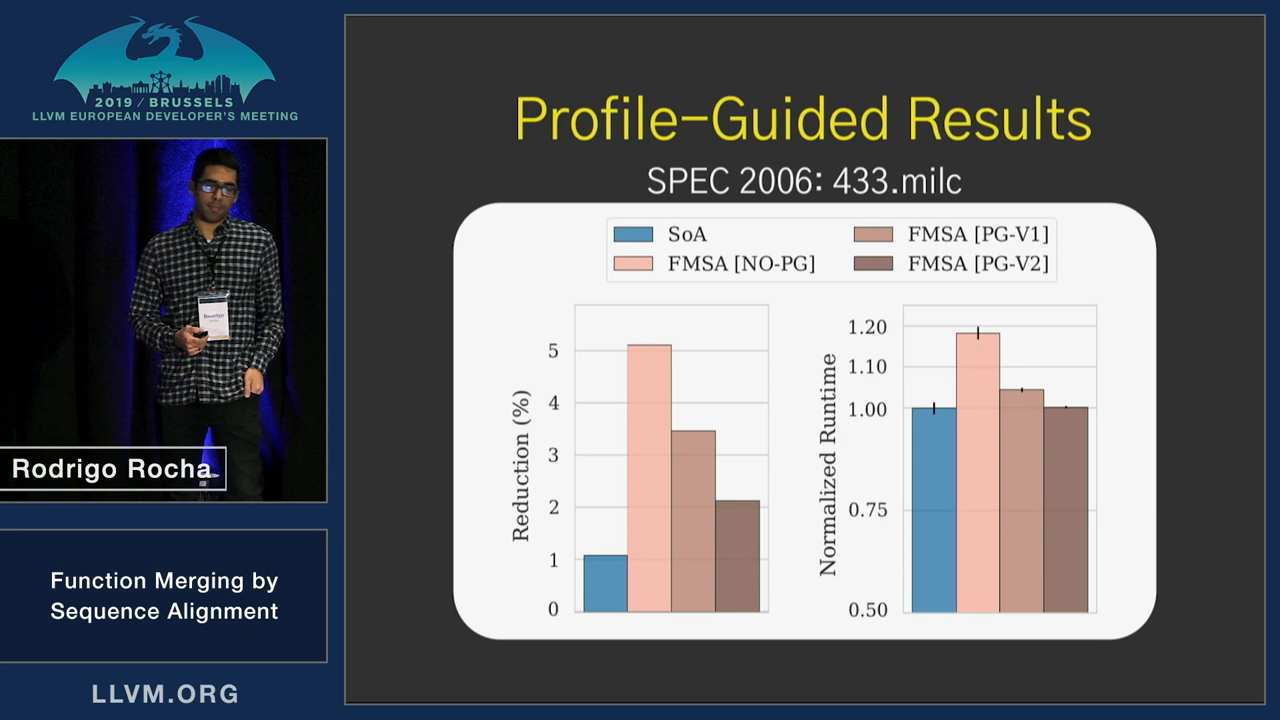 2019 / BRUSSELS
LLVM EUROPEAN DEVELOPER'S MEETING
Rodrigo Rocha
Function Merging by
Sequence Alignment
LLVM.ORG
Profile-Guided Results
SPEC 2006: 433.milc
SoA
FMSA [NO-PG]
FMSA [PG-V1]
FMSA [PG-V2]
Reduction (%)
5
4
3
2
1
0
Normalized Runtime
1.20
1.10
1.00
0.75
0.50